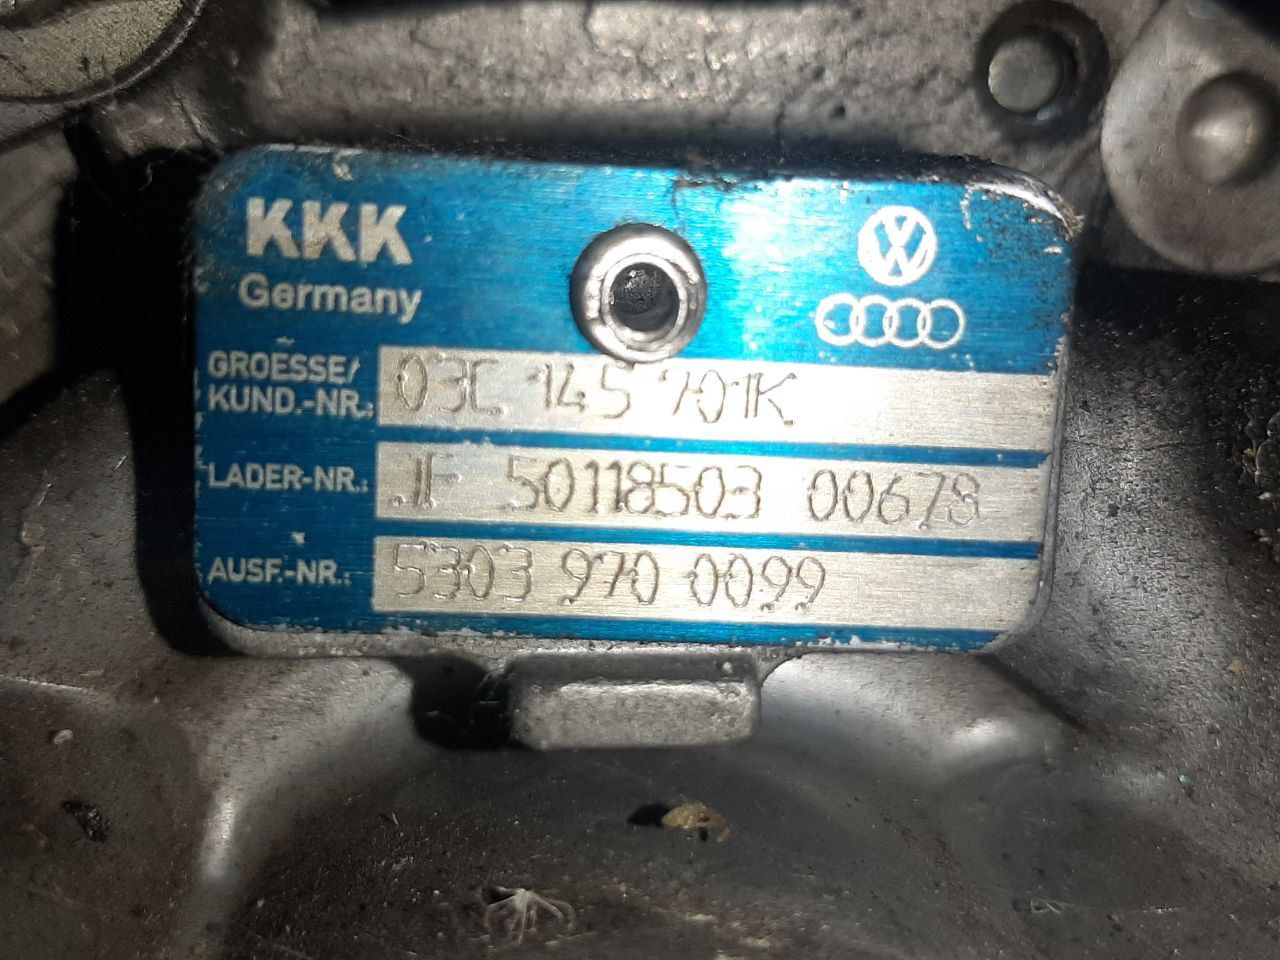 KKK
Germany
GROESSE/
KUND.-NR.: 03C 145 701K
LADER-NR.: JF 50118503 00678
AUSF.-NR.: 5303 970 0099